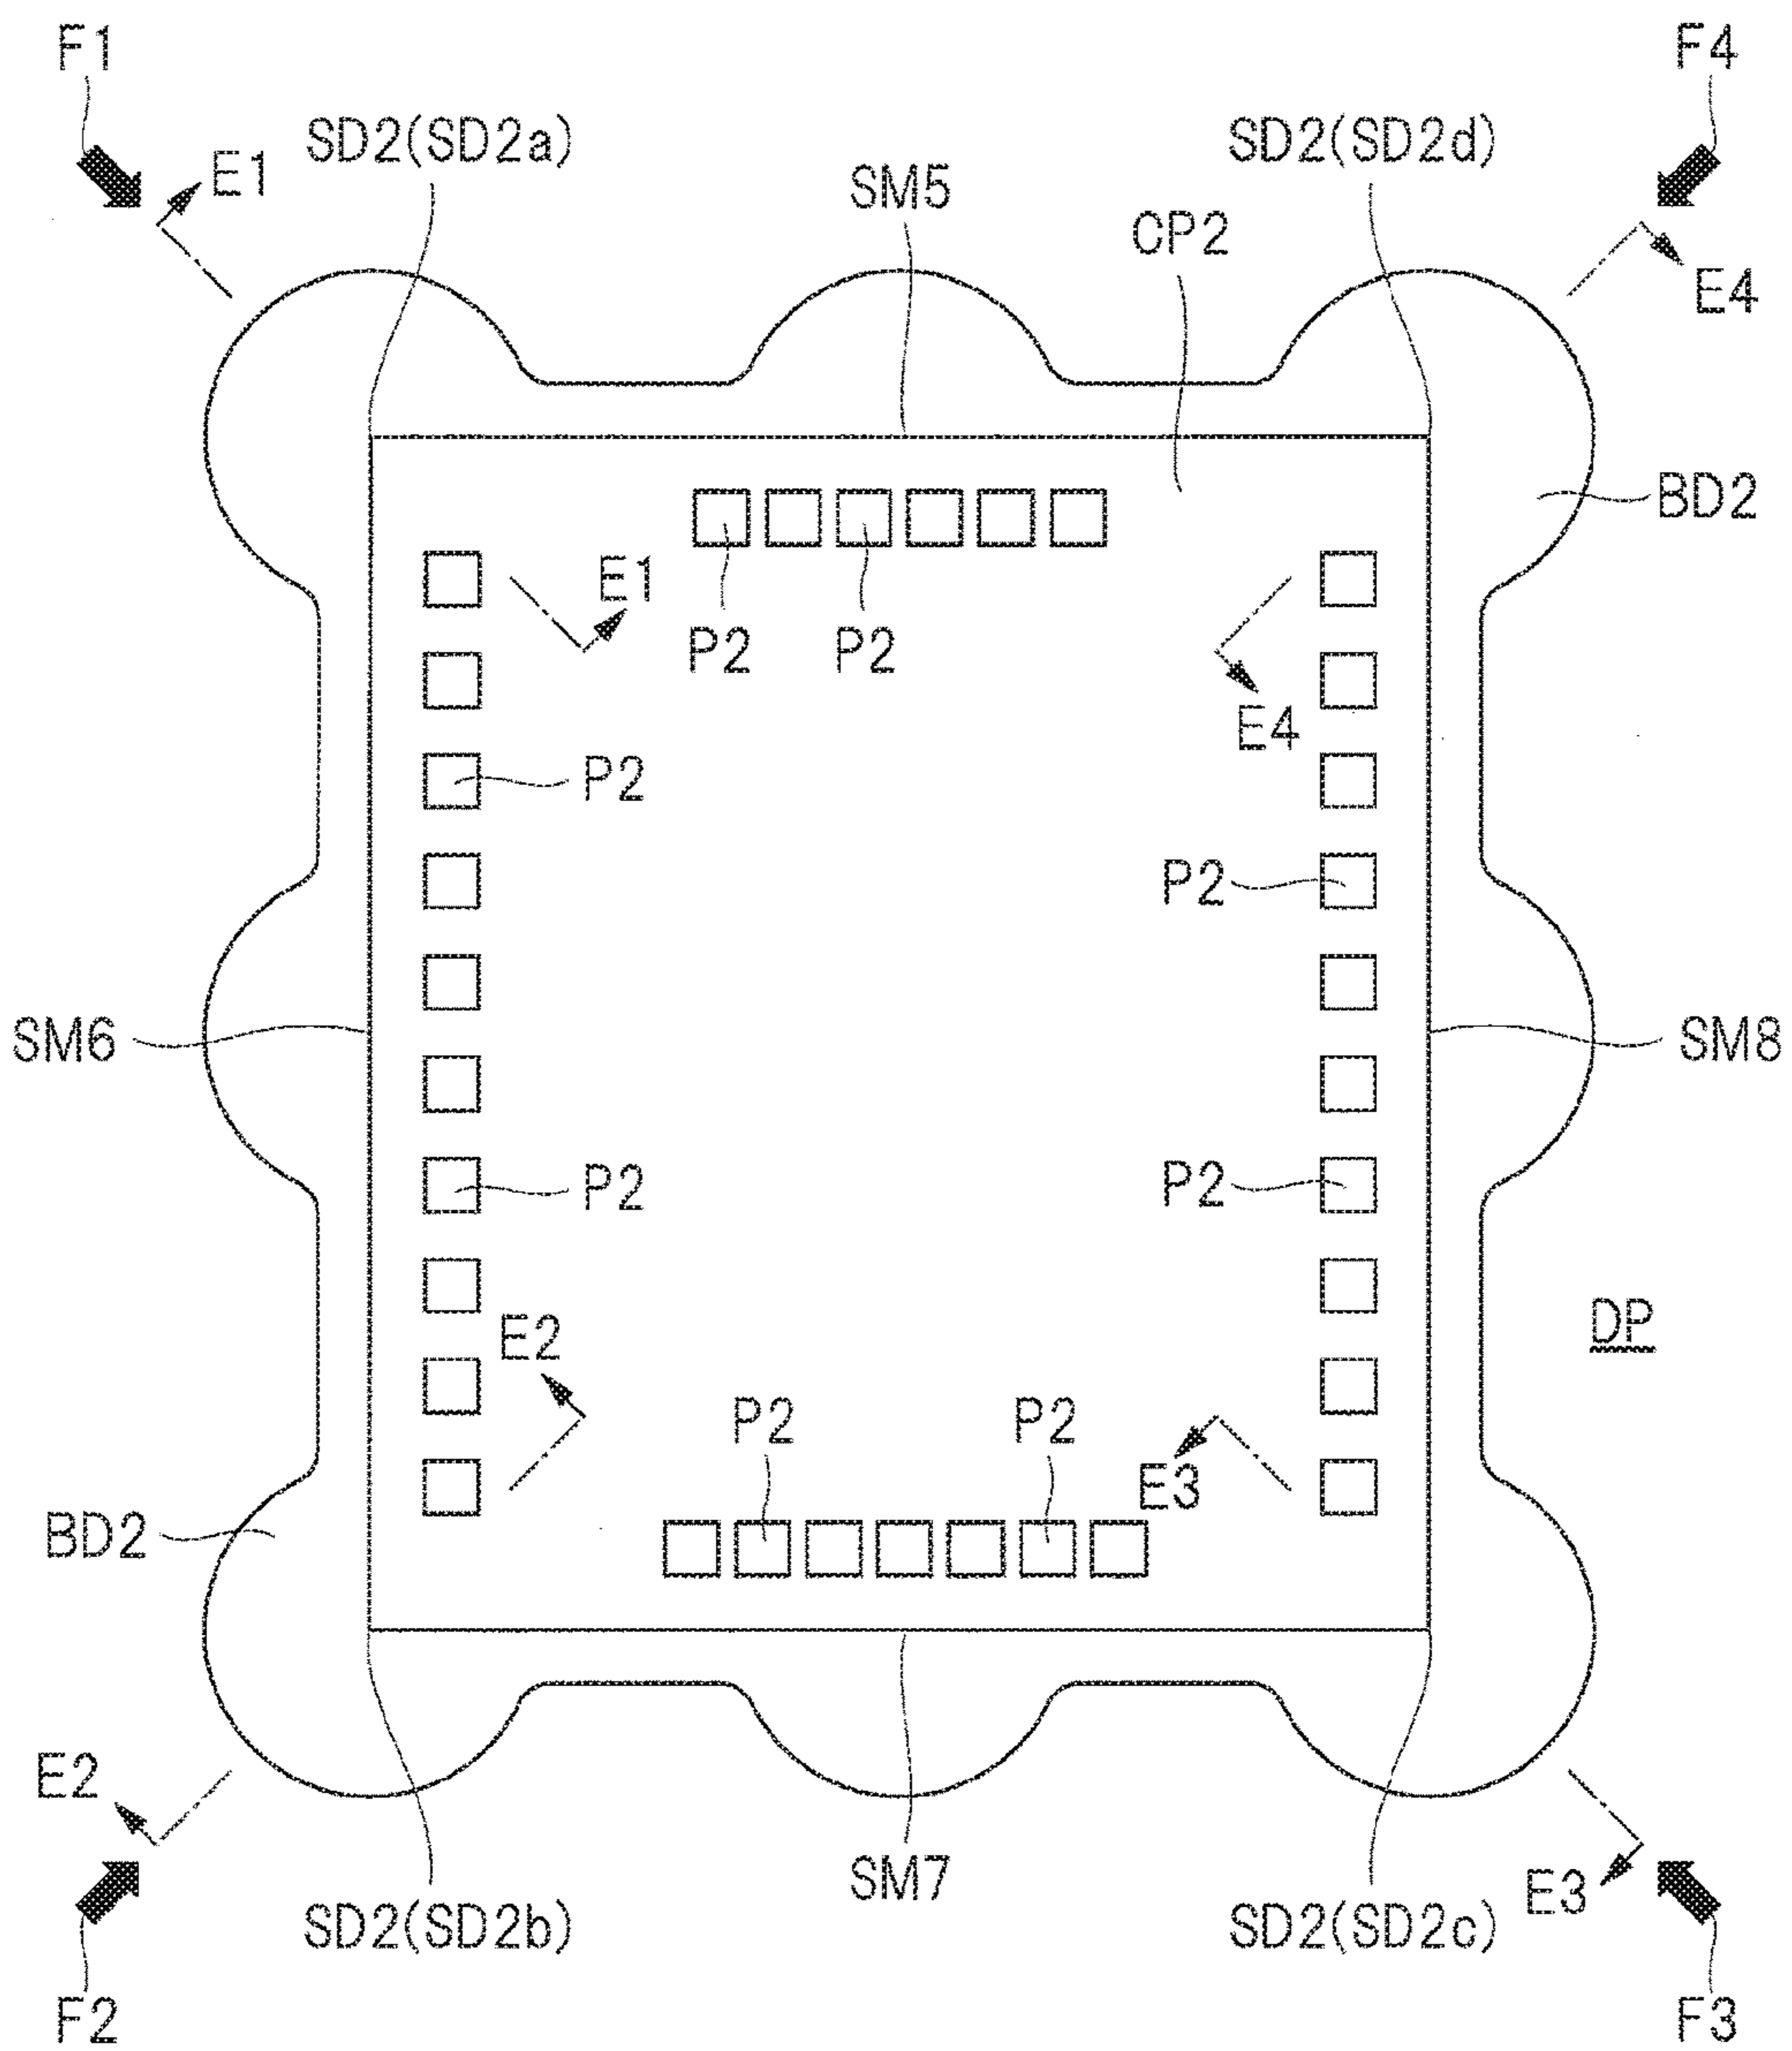 F1
F4
SD2(SD2a)
SD2(SD2d)
E1
SM5
CP2
E4
BD2
E1
P2
P2
E4
P2
P2
SM6
SM8
P2
P2
DP
E2
P2
P2
E3
BD2
E2
SM7
E3
SD2(SD2b)
SD2(SD2c)
F2
F3